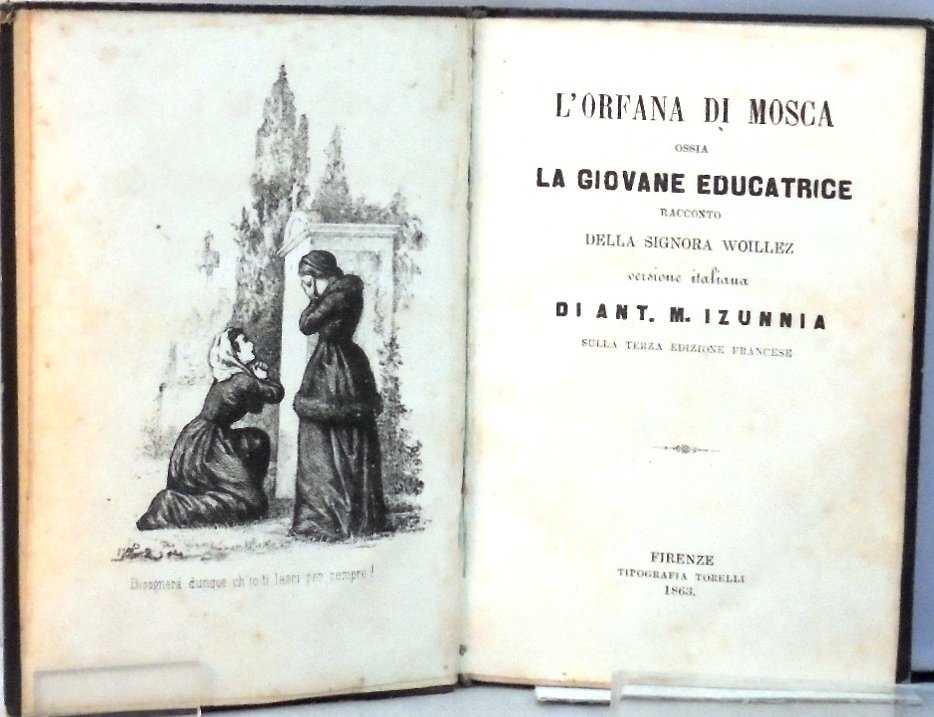 Bisognerà dunque ch'io ti lasci per sempre!
L'ORFANA DI MOSCA
OSSIA
LA GIOVANE EDUCATRICE
RACCONTO
DELLA SIGNORA WOILLEZ
versione italiana
DI ANT. M. IZUNNIA
SULLA TERZA EDIZIONE FRANCESE
FIRENZE
TIPOGRAFIA TORELLI
1863.